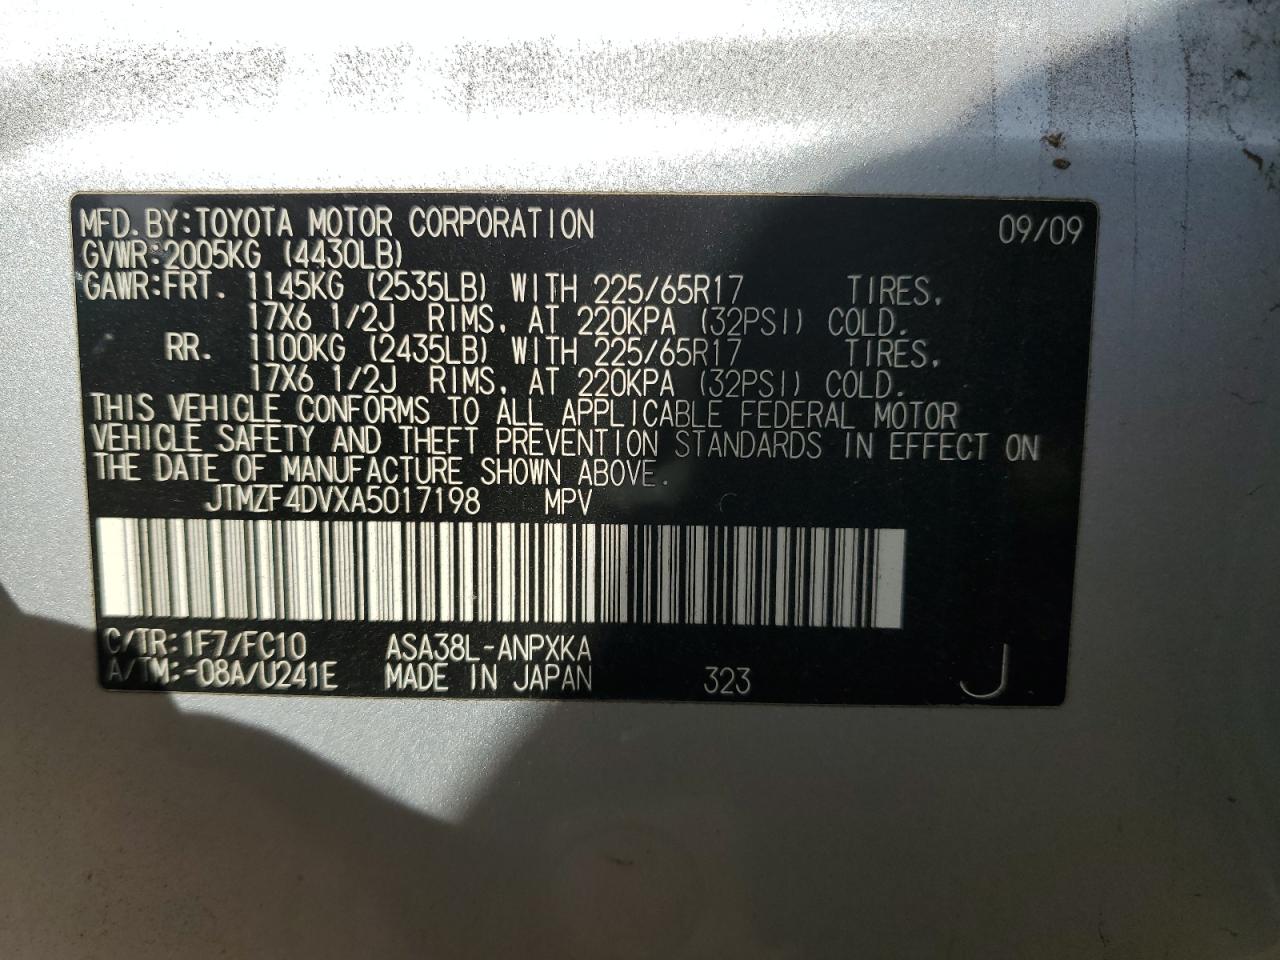 MFD. BY: TOYOTA MOTOR CORPORATION 09/09
GVWR: 2005KG (4430LB)
GAWR: FRT. 1145KG (2535LB) WITH 225/65R17 TIRES,
17X6 1/2J RIMS, AT 220KPA (32PSI) COLD.
RR. 1100KG (2435LB) WITH 225/65R17 TIRES,
17X6 1/2J RIMS, AT 220KPA (32PSI) COLD.
THIS VEHICLE CONFORMS TO ALL APPLICABLE FEDERAL MOTOR
VEHICLE SAFETY AND THEFT PREVENTION STANDARDS IN EFFECT ON
THE DATE OF MANUFACTURE SHOWN ABOVE.
JTMZF4DVXA5017198 MPV
C/TR: 1F7/FC10 ASA38L-ANPXKA
A/TM: -08A/U241E MADE IN JAPAN 323 J